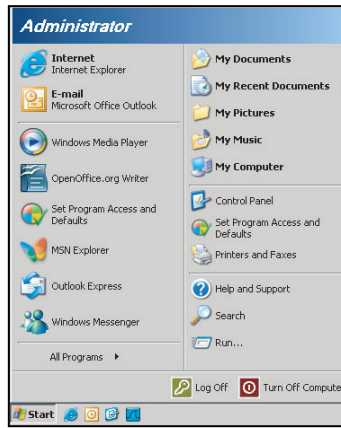 Administrator
Internet
Internet Explorer
E-mail
Microsoft Office Outlook
Windows Media Player
OpenOffice.org Writer
Set Program Access and
Defaults
MSN Explorer
Outlook Express
Windows Messenger
All Programs
My Documents
My Recent Documents
My Pictures
My Music
My Computer
Control Panel
Set Program Access and
Defaults
Printers and Faxes
Help and Support
Search
Run...
Log Off
Turn Off Compute
Start